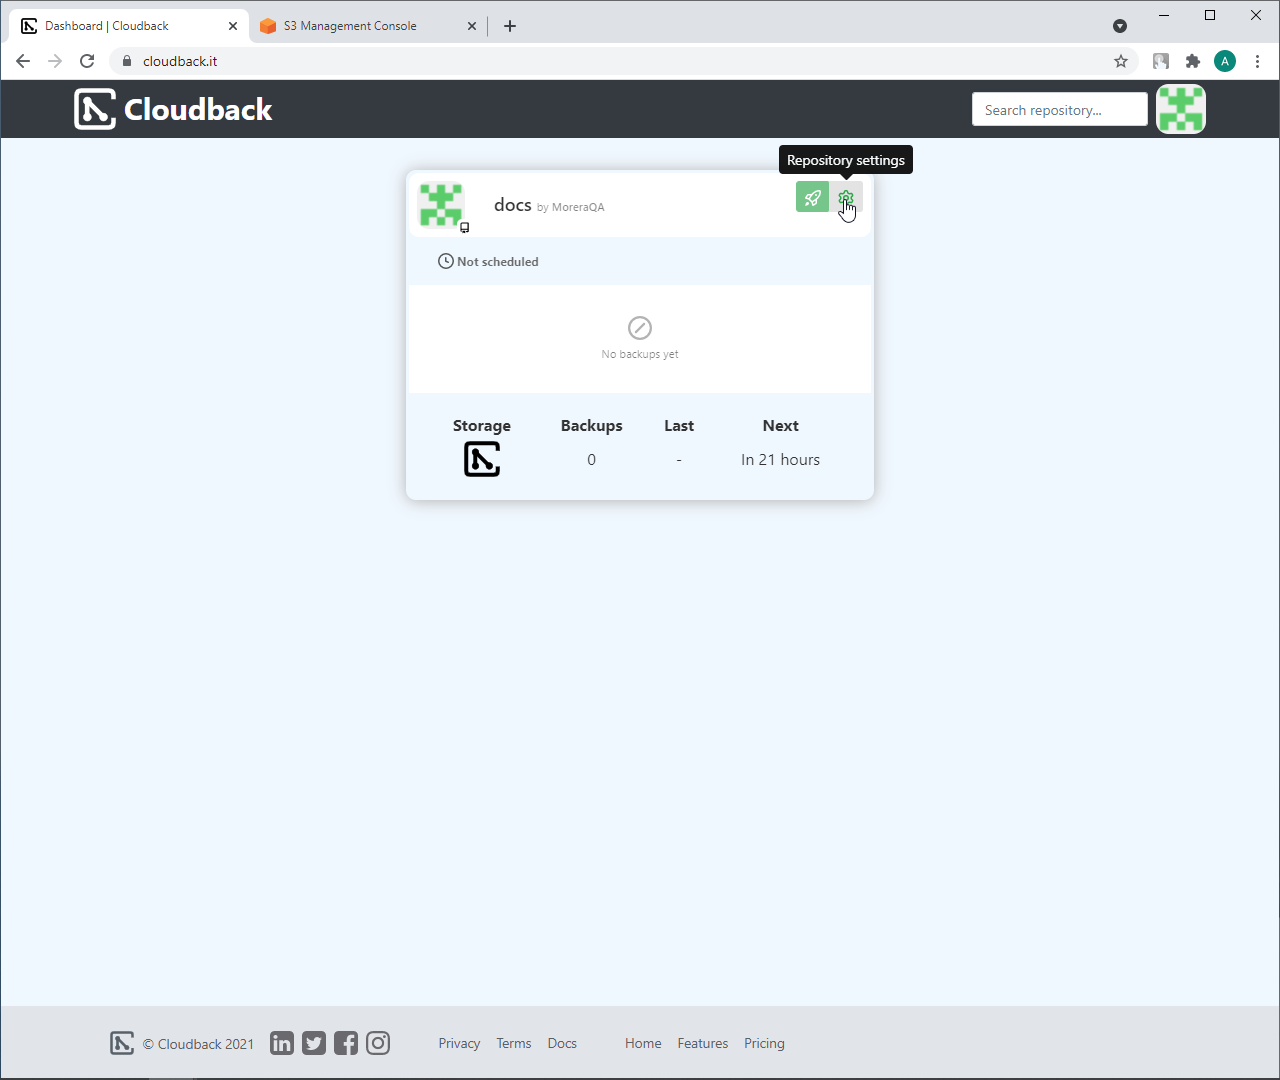 Dashboard | Cloudback
S3 Management Console
cloudback.it
A
Cloudback
Search repository...
Repository settings
docs by MoreraQA
Not scheduled
No backups yet
Storage Backups Last Next
0 - In 21 hours
© Cloudback 2021 Privacy Terms Docs Home Features Pricing